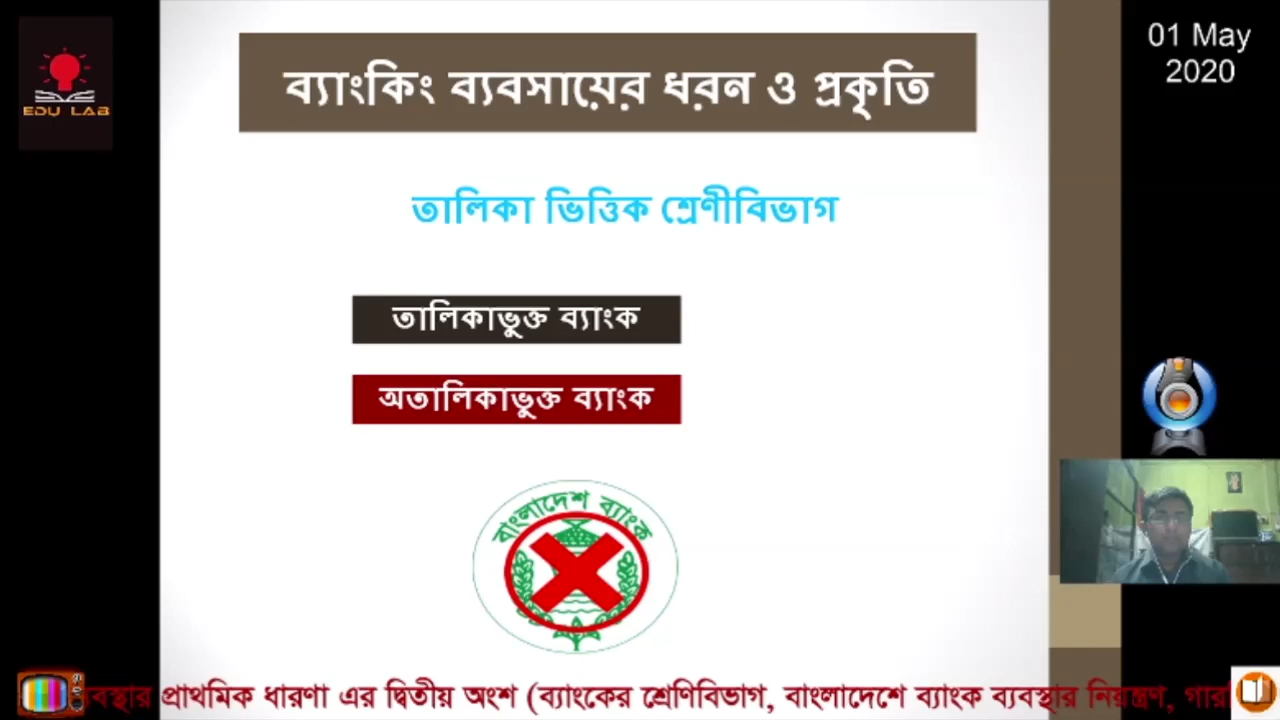 01 May
2020
EDU LAB
ব্যাংকিং ব্যবসায়ের ধরন ও প্রকৃতি
তালিকা ভিত্তিক শ্রেণীবিভাগ
তালিকাভুক্ত ব্যাংক
অতালিকাভুক্ত ব্যাংক
বাংলাদেশ ব্যাংক
প্রাথমিক ধারণা এর দ্বিতীয় অংশ (ব্যাংকের শ্রেণিবিভাগ, বাংলাদেশে ব্যাংক ব্যবস্থার নিয়ন্ত্রণ,